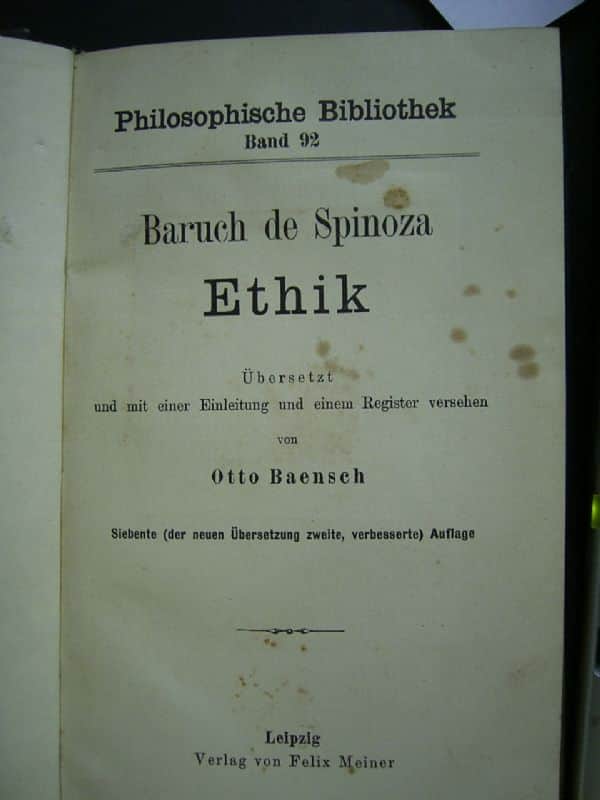 Philosophische Bibliothek
Band 92
Baruch de Spinoza
Ethik
Übersetzt
und mit einer Einleitung und einem Register versehen
von
Otto Baensch
Siebente (der neuen Übersetzung zweite, verbesserte) Auflage
Leipzig
Verlag von Felix Meiner